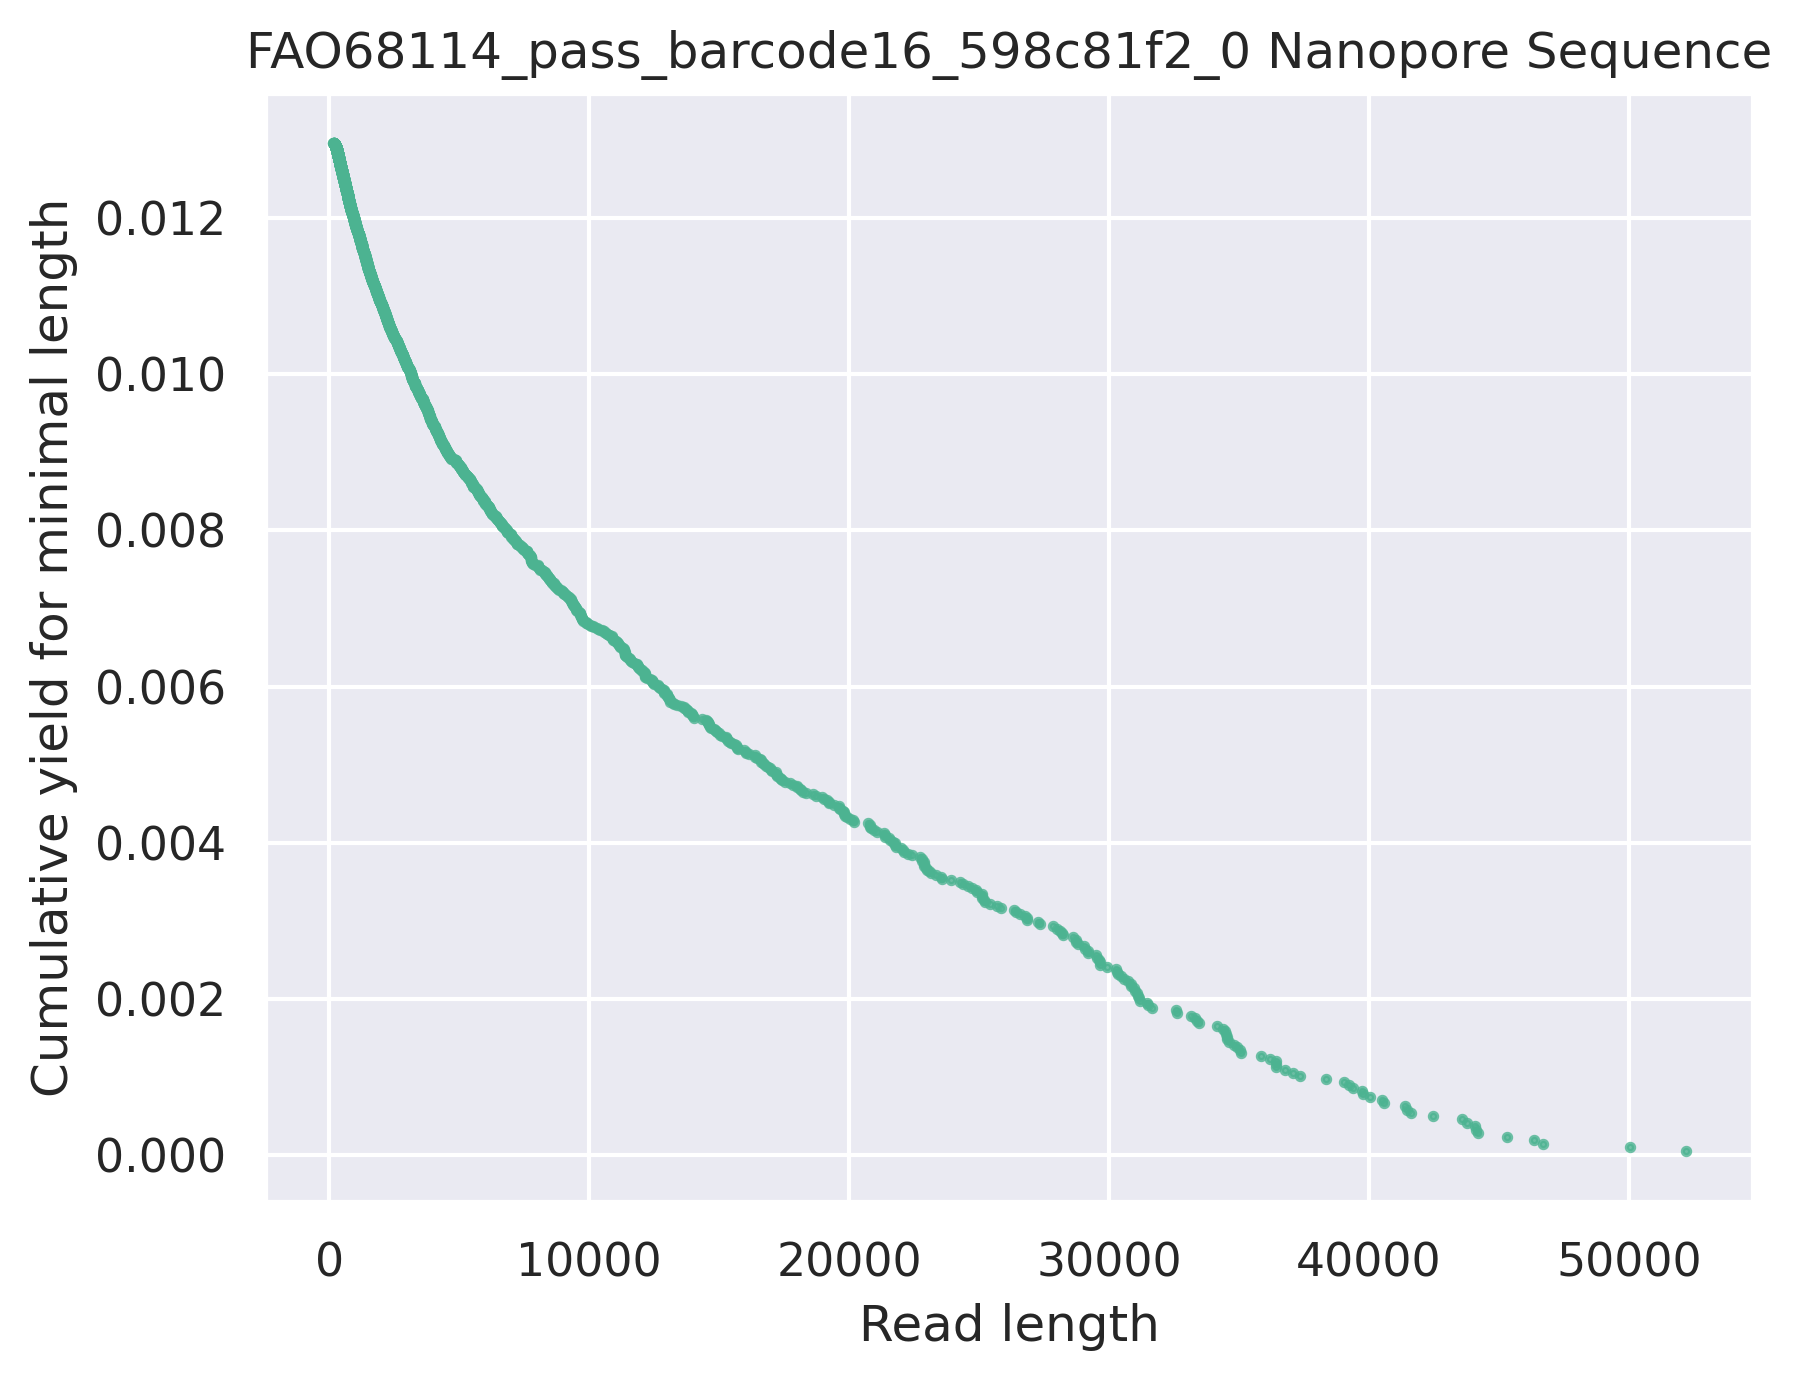 FAO68114_pass_barcode16_598c81f2_0 Nanopore Sequence
Cumulative yield for minimal length
0.012
0.010
0.008
0.006
0.004
0.002
0.000
0 10000 20000 30000 40000 50000
Read length